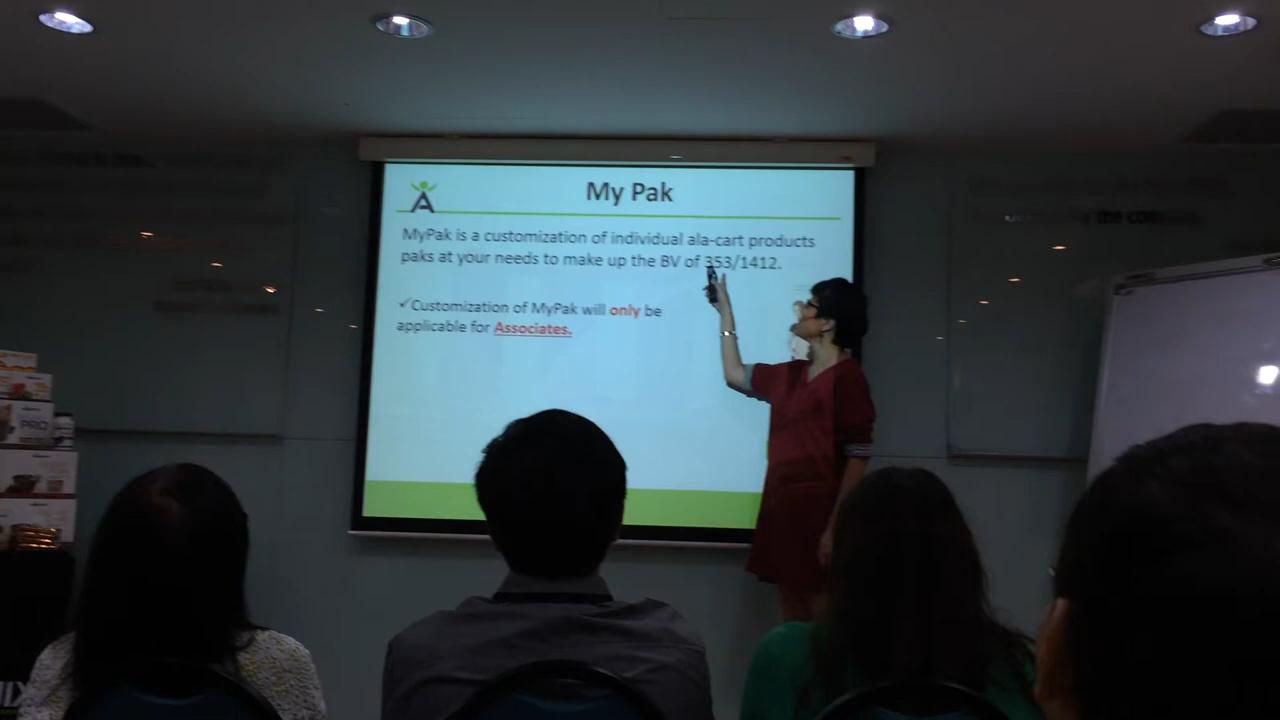 My Pak
MyPak is a customization of individual ala-cart products
paks at your needs to make up the BV of 353/1412.
✓Customization of MyPak will only be
applicable for Associates.
PRO